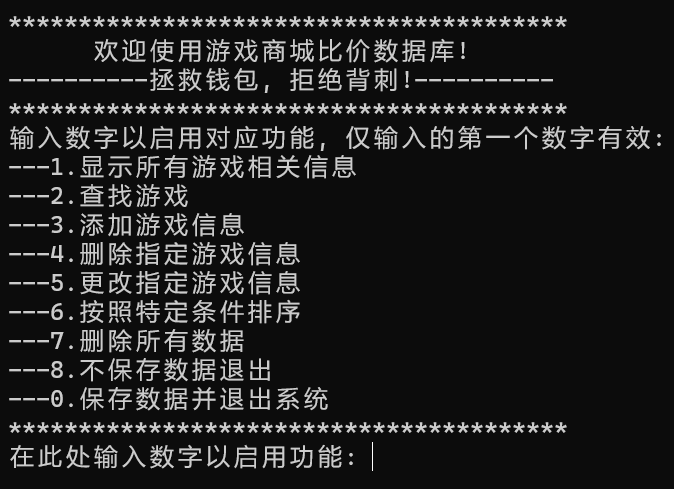 ****************************************
欢迎使用游戏商城比价数据库!
----------拯救钱包, 拒绝背刺!----------
****************************************
输入数字以启用对应功能, 仅输入的第一个数字有效:
---1.显示所有游戏相关信息
---2.查找游戏
---3.添加游戏信息
---4.删除指定游戏信息
---5.更改指定游戏信息
---6.按照特定条件排序
---7.删除所有数据
---8.不保存数据退出
---0.保存数据并退出系统
****************************************
在此处输入数字以启用功能: